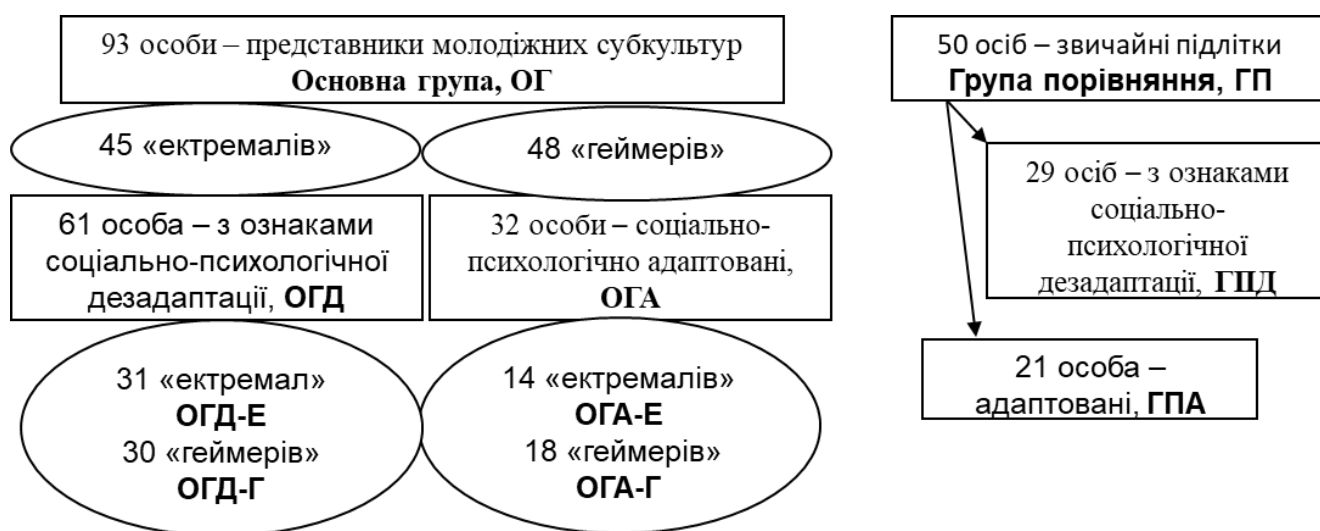 93 особи – представники молодіжних субкультур
Основна група, ОГ
45 «ектремалів»
48 «геймерів»
61 особа – з ознаками
соціально-психологічної
дезадаптації, ОГД
32 особи – соціально-
психологічно адаптовані,
ОГА
31 «ектремал»
ОГД-Е
30 «геймерів»
ОГД-Г
14 «ектремалів»
ОГА-Е
18 «геймерів»
ОГА-Г
50 осіб – звичайні підлітки
Група порівняння, ГП
29 осіб – з ознаками
соціально-
психологічної
дезадаптації, ГПД
21 особа –
адаптовані, ГПА